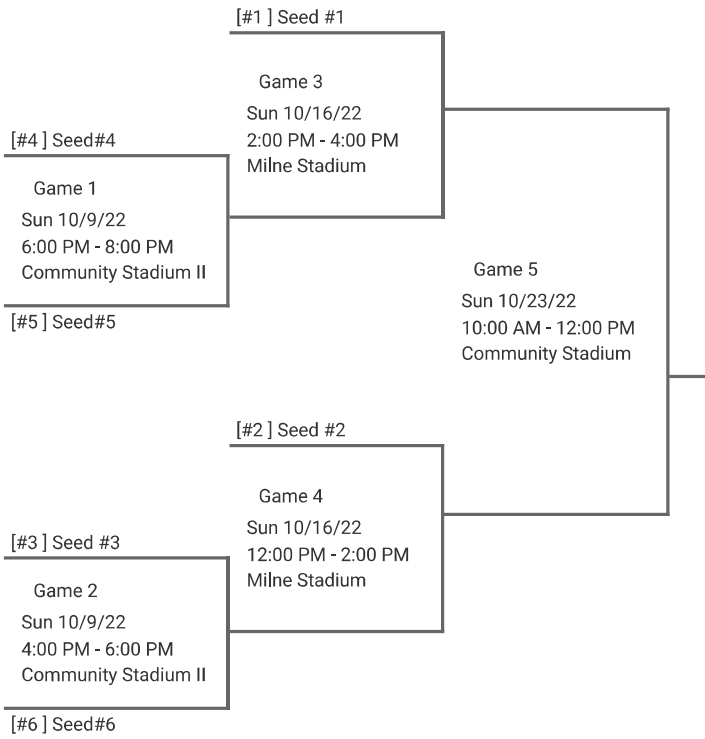 [#1 ] Seed #1
Game 3
Sun 10/16/22
2:00 PM - 4:00 PM
Milne Stadium
[#4 ] Seed#4
Game 1
Sun 10/9/22
6:00 PM - 8:00 PM
Community Stadium II
[#5 ] Seed#5
Game 5
Sun 10/23/22
10:00 AM - 12:00 PM
Community Stadium
[#2 ] Seed #2
Game 4
Sun 10/16/22
12:00 PM - 2:00 PM
Milne Stadium
[#3 ] Seed #3
Game 2
Sun 10/9/22
4:00 PM - 6:00 PM
Community Stadium II
[#6 ] Seed#6